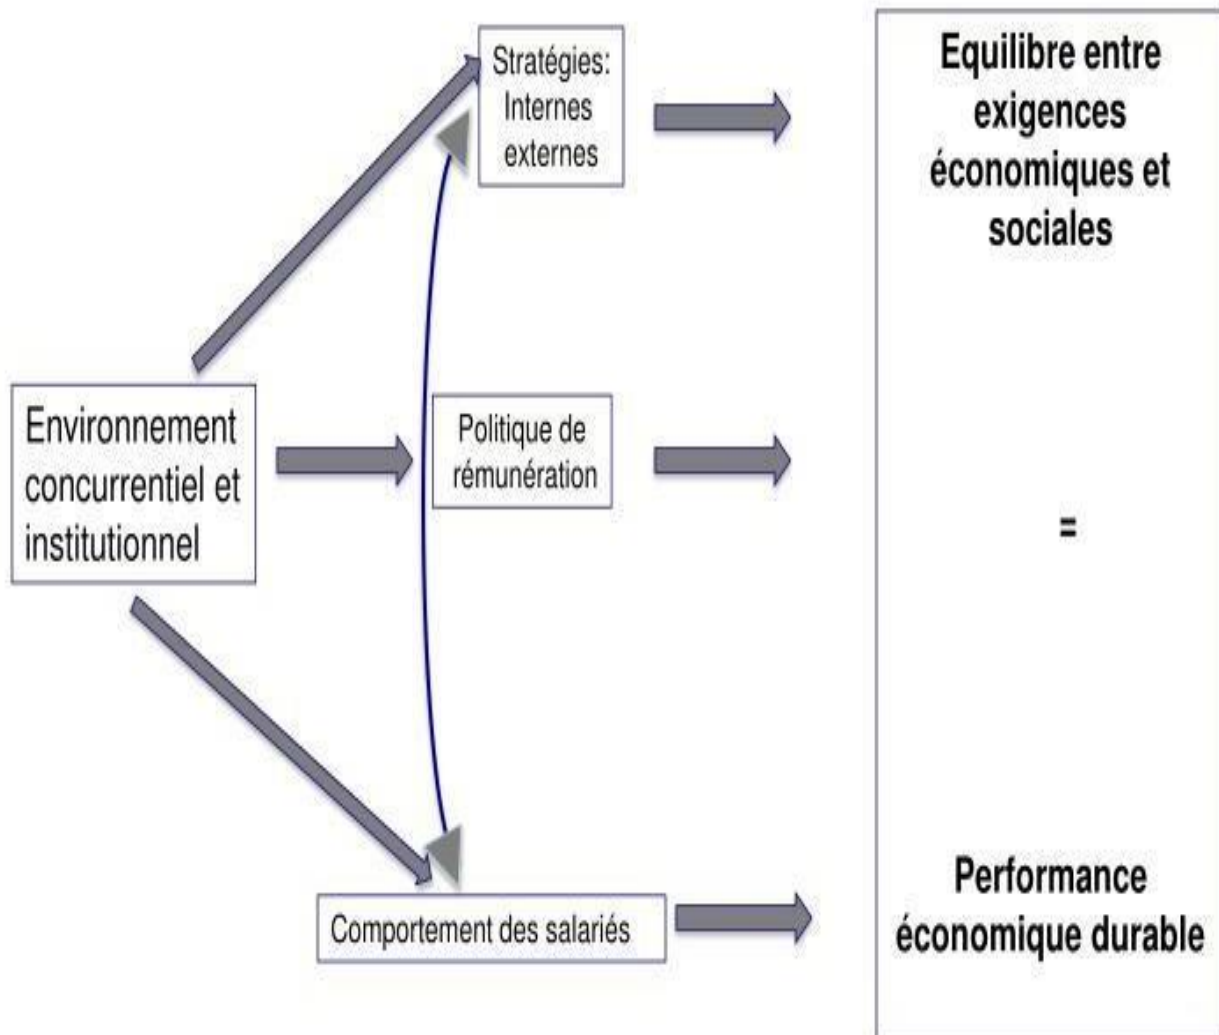 Stratégies:
Internes
externes
Equilibre entre
exigences
économiques et
sociales
Environnement
concurrentiel et
institutionnel
Politique de
rémunération
=
Comportement des salariés
Performance
économique durable